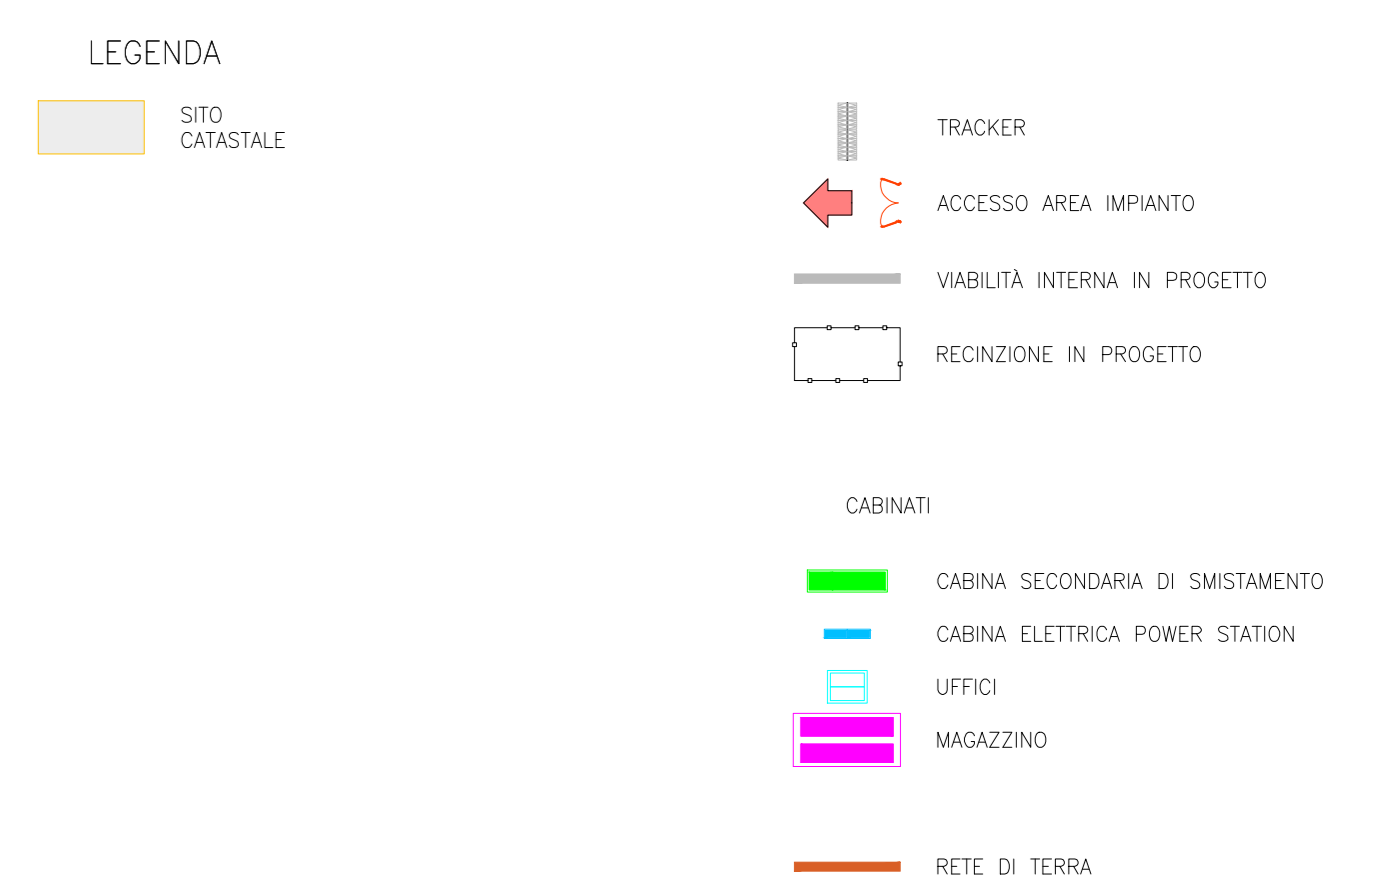 LEGENDA
SITO
CATASTALE
TRACKER
ACCESSO AREA IMPIANTO
VIABILITÀ INTERNA IN PROGETTO
RECINZIONE IN PROGETTO
CABINATI
CABINA SECONDARIA DI SMISTAMENTO
CABINA ELETTRICA POWER STATION
UFFICI
MAGAZZINO
RETE DI TERRA